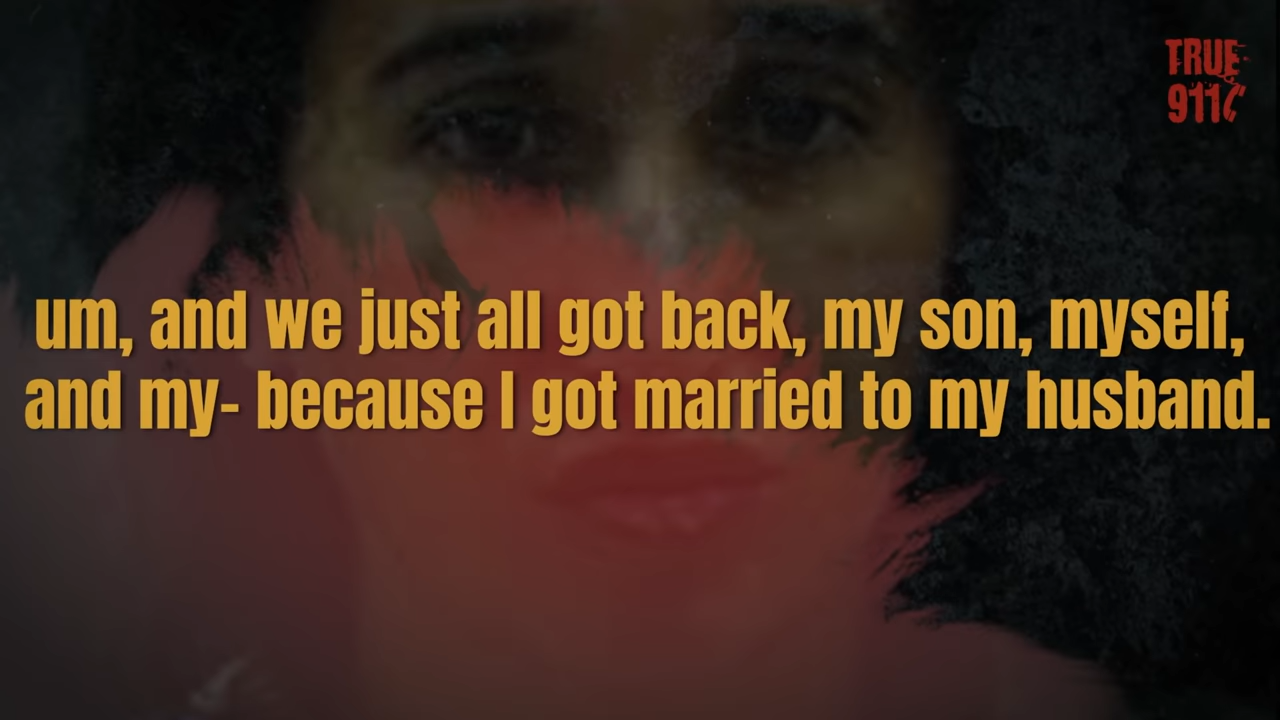 TRUE
911
um, and we just all got back, my son, myself,
and my- because I got married to my husband.